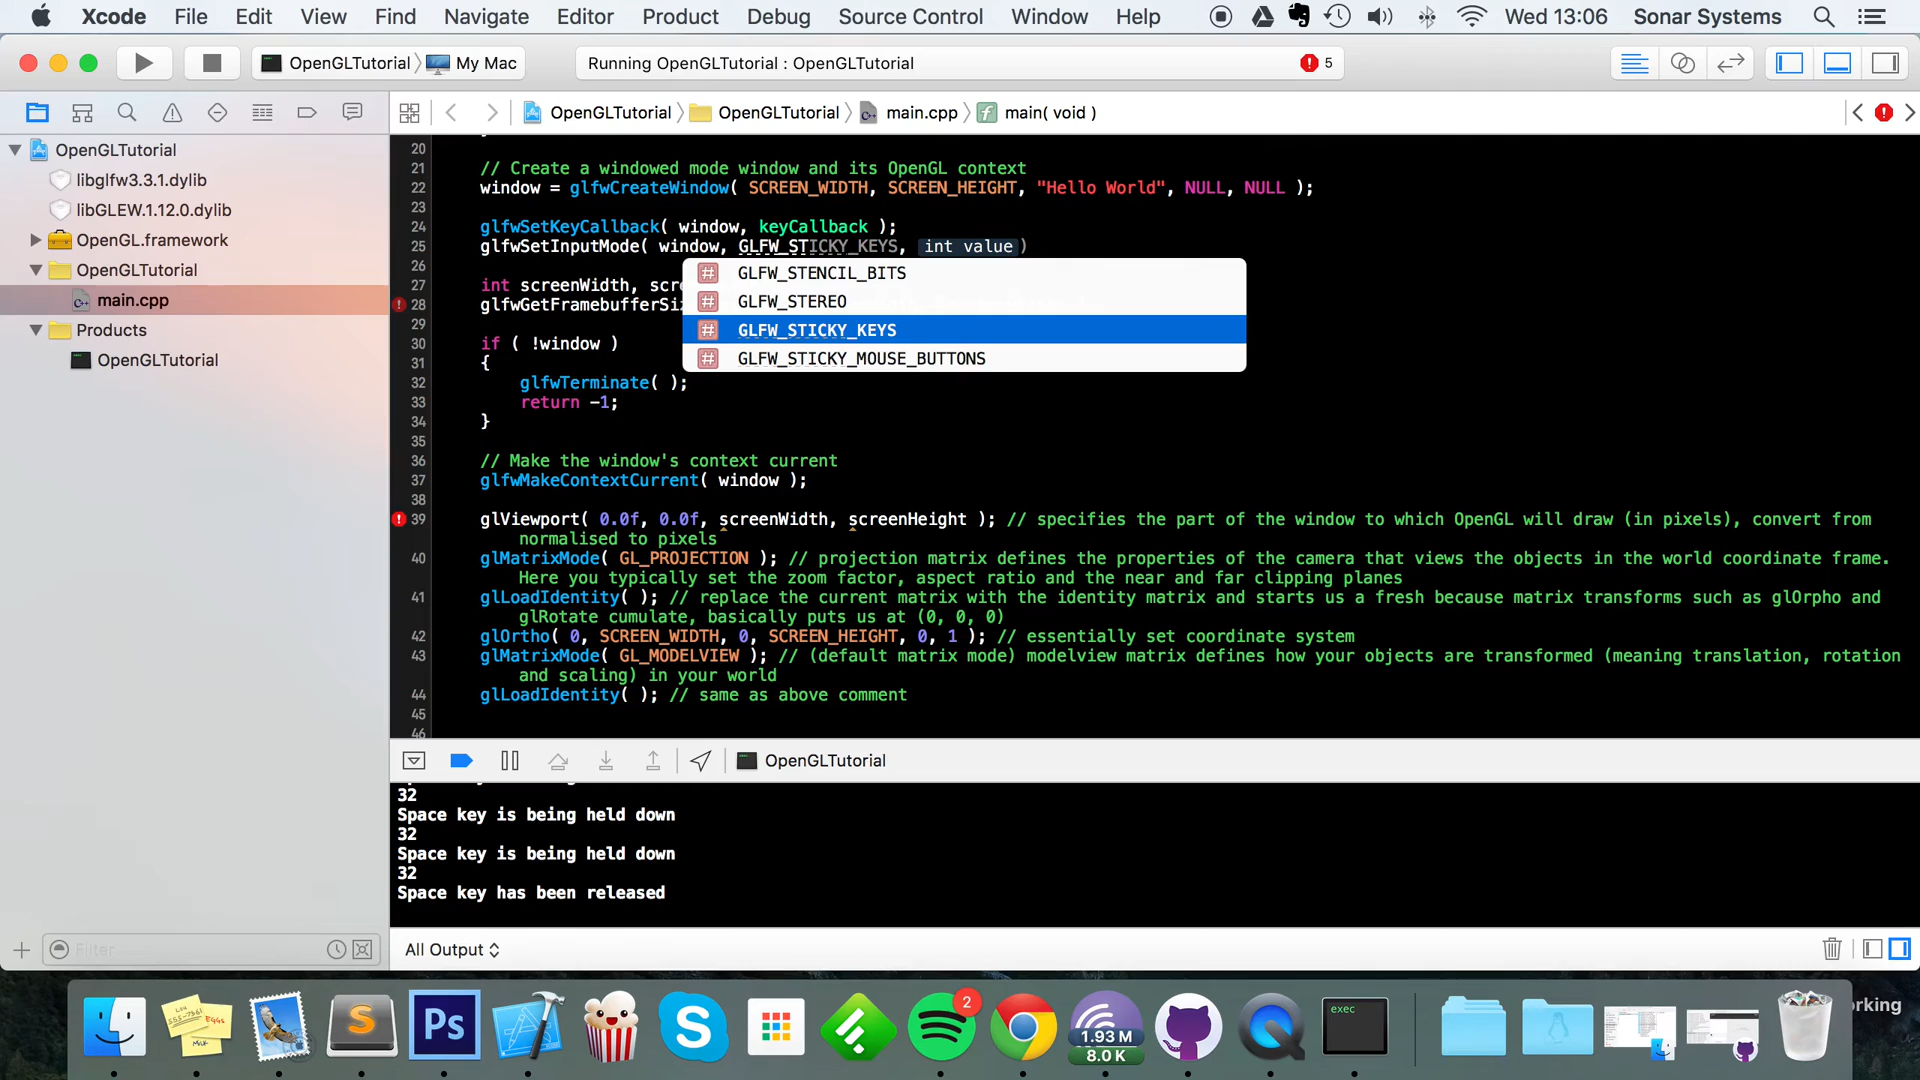 Xcode File Edit View Find Navigate Editor Product Debug Source Control Window Help Wed 13:06 Sonar Systems
OpenGLTutorial My Mac Running OpenGLTutorial : OpenGLTutorial 5
OpenGLTutorial OpenGLTutorial main.cpp main( void )
OpenGLTutorial
libglfw3.3.1.dylib
libGLEW.1.12.0.dylib
OpenGL.framework
OpenGLTutorial
main.cpp
Products
OpenGLTutorial
Filter
20
21 // Create a windowed mode window and its OpenGL context
22 window = glfwCreateWindow( SCREEN_WIDTH, SCREEN_HEIGHT, "Hello World", NULL, NULL );
23
24 glfwSetKeyCallback( window, keyCallback );
25 glfwSetInputMode( window, GLFW_STICKY_KEYS, int value )
26
27 int screenWidth, scr
28 glfwGetFramebufferSi
GLFW_STENCIL_BITS
GLFW_STEREO
GLFW_STICKY_KEYS
GLFW_STICKY_MOUSE_BUTTONS
29
30 if ( !window )
31 {
32 glfwTerminate( );
33 return -1;
34 }
35
36 // Make the window's context current
37 glfwMakeContextCurrent( window );
38
39 glViewport( 0.0f, 0.0f, screenWidth, screenHeight ); // specifies the part of the window to which OpenGL will draw (in pixels), convert from
normalised to pixels
40 glMatrixMode( GL_PROJECTION ); // projection matrix defines the properties of the camera that views the objects in the world coordinate frame.
Here you typically set the zoom factor, aspect ratio and the near and far clipping planes
41 glLoadIdentity( ); // replace the current matrix with the identity matrix and starts us a fresh because matrix transforms such as glOrpho and
glRotate cumulate, basically puts us at (0, 0, 0)
42 glOrtho( 0, SCREEN_WIDTH, 0, SCREEN_HEIGHT, 0, 1 ); // essentially set coordinate system
43 glMatrixMode( GL_MODELVIEW ); // (default matrix mode) modelview matrix defines how your objects are transformed (meaning translation, rotation
and scaling) in your world
44 glLoadIdentity( ); // same as above comment
45
46
OpenGLTutorial
32
Space key is being held down
32
Space key is being held down
32
Space key has been released
All Output
EGGS
MILK
S
Ps
S
2
1.93 M
8.0 K
exec
orking